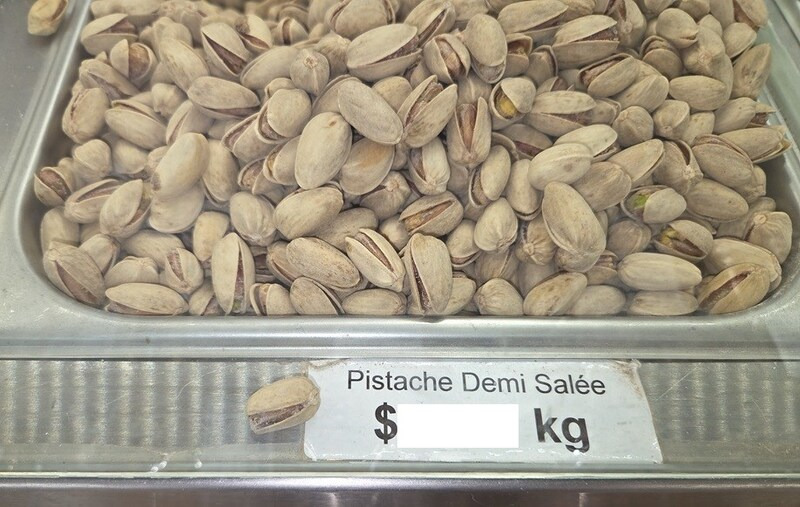 Pistache Demi Salée
$ kg